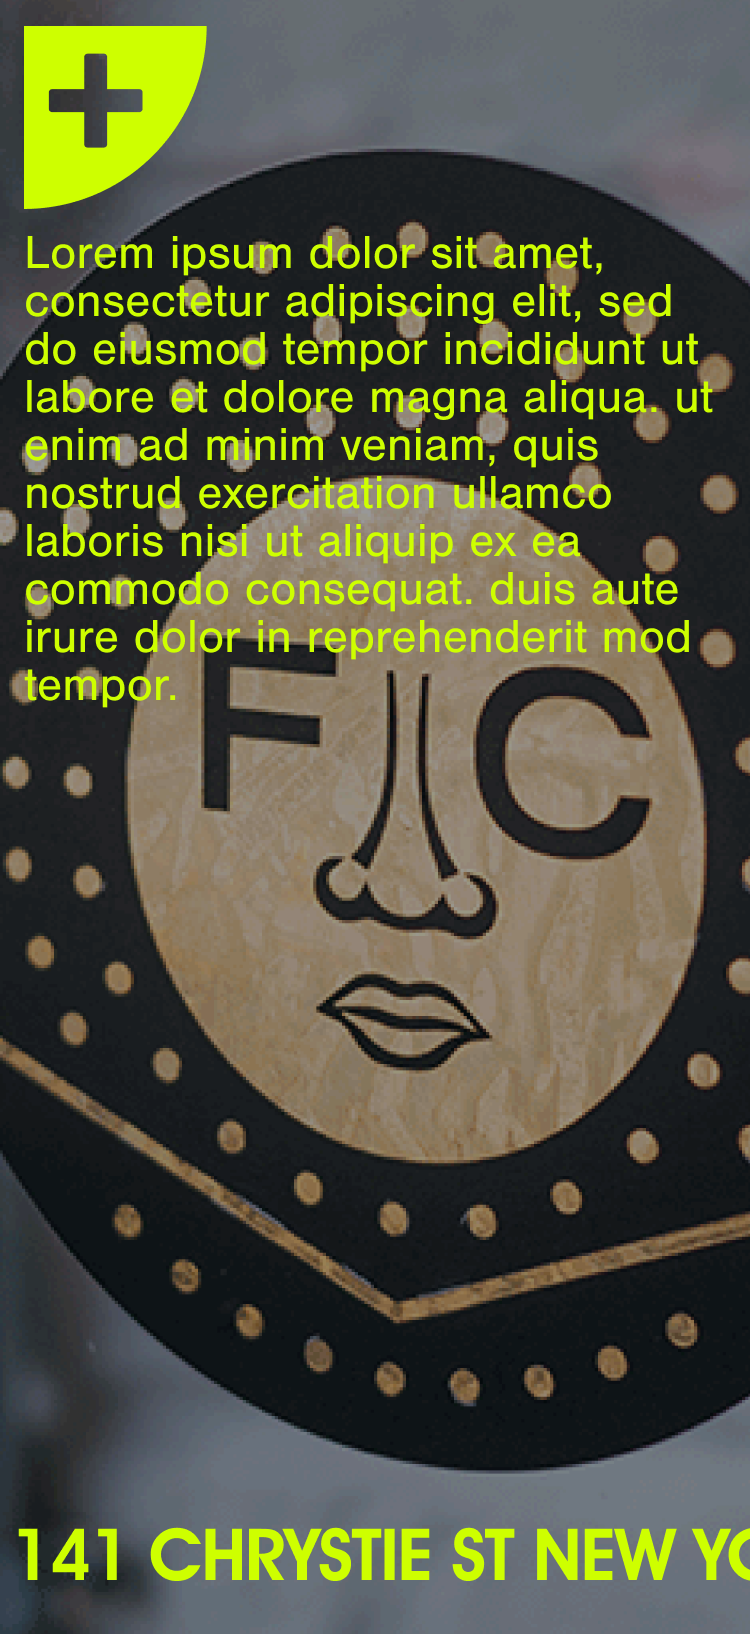 Lorem ipsum dolor sit amet,
consectetur adipiscing elit, sed
do eiusmod tempor incididunt ut
labore et dolore magna aliqua. ut
enim ad minim veniam, quis
nostrud exercitation ullamco
laboris nisi ut aliquip ex ea
commodo consequat. duis aute
irure dolor in reprehenderit mod
tempor.
F C
141 CHRYSTIE ST NEW YO